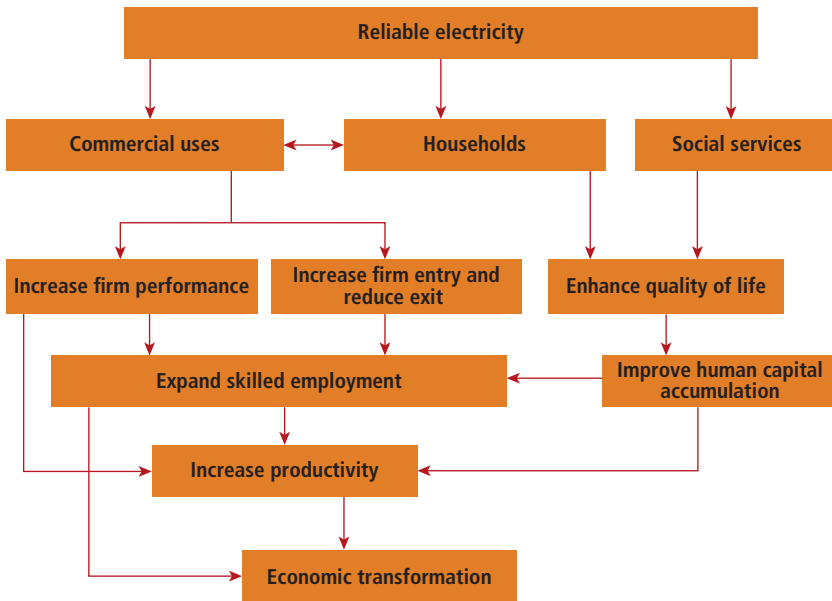 Reliable electricity
Commercial uses
Households
Social services
Increase firm performance
Increase firm entry and
reduce exit
Enhance quality of life
Expand skilled employment
Improve human capital
accumulation
Increase productivity
Economic transformation